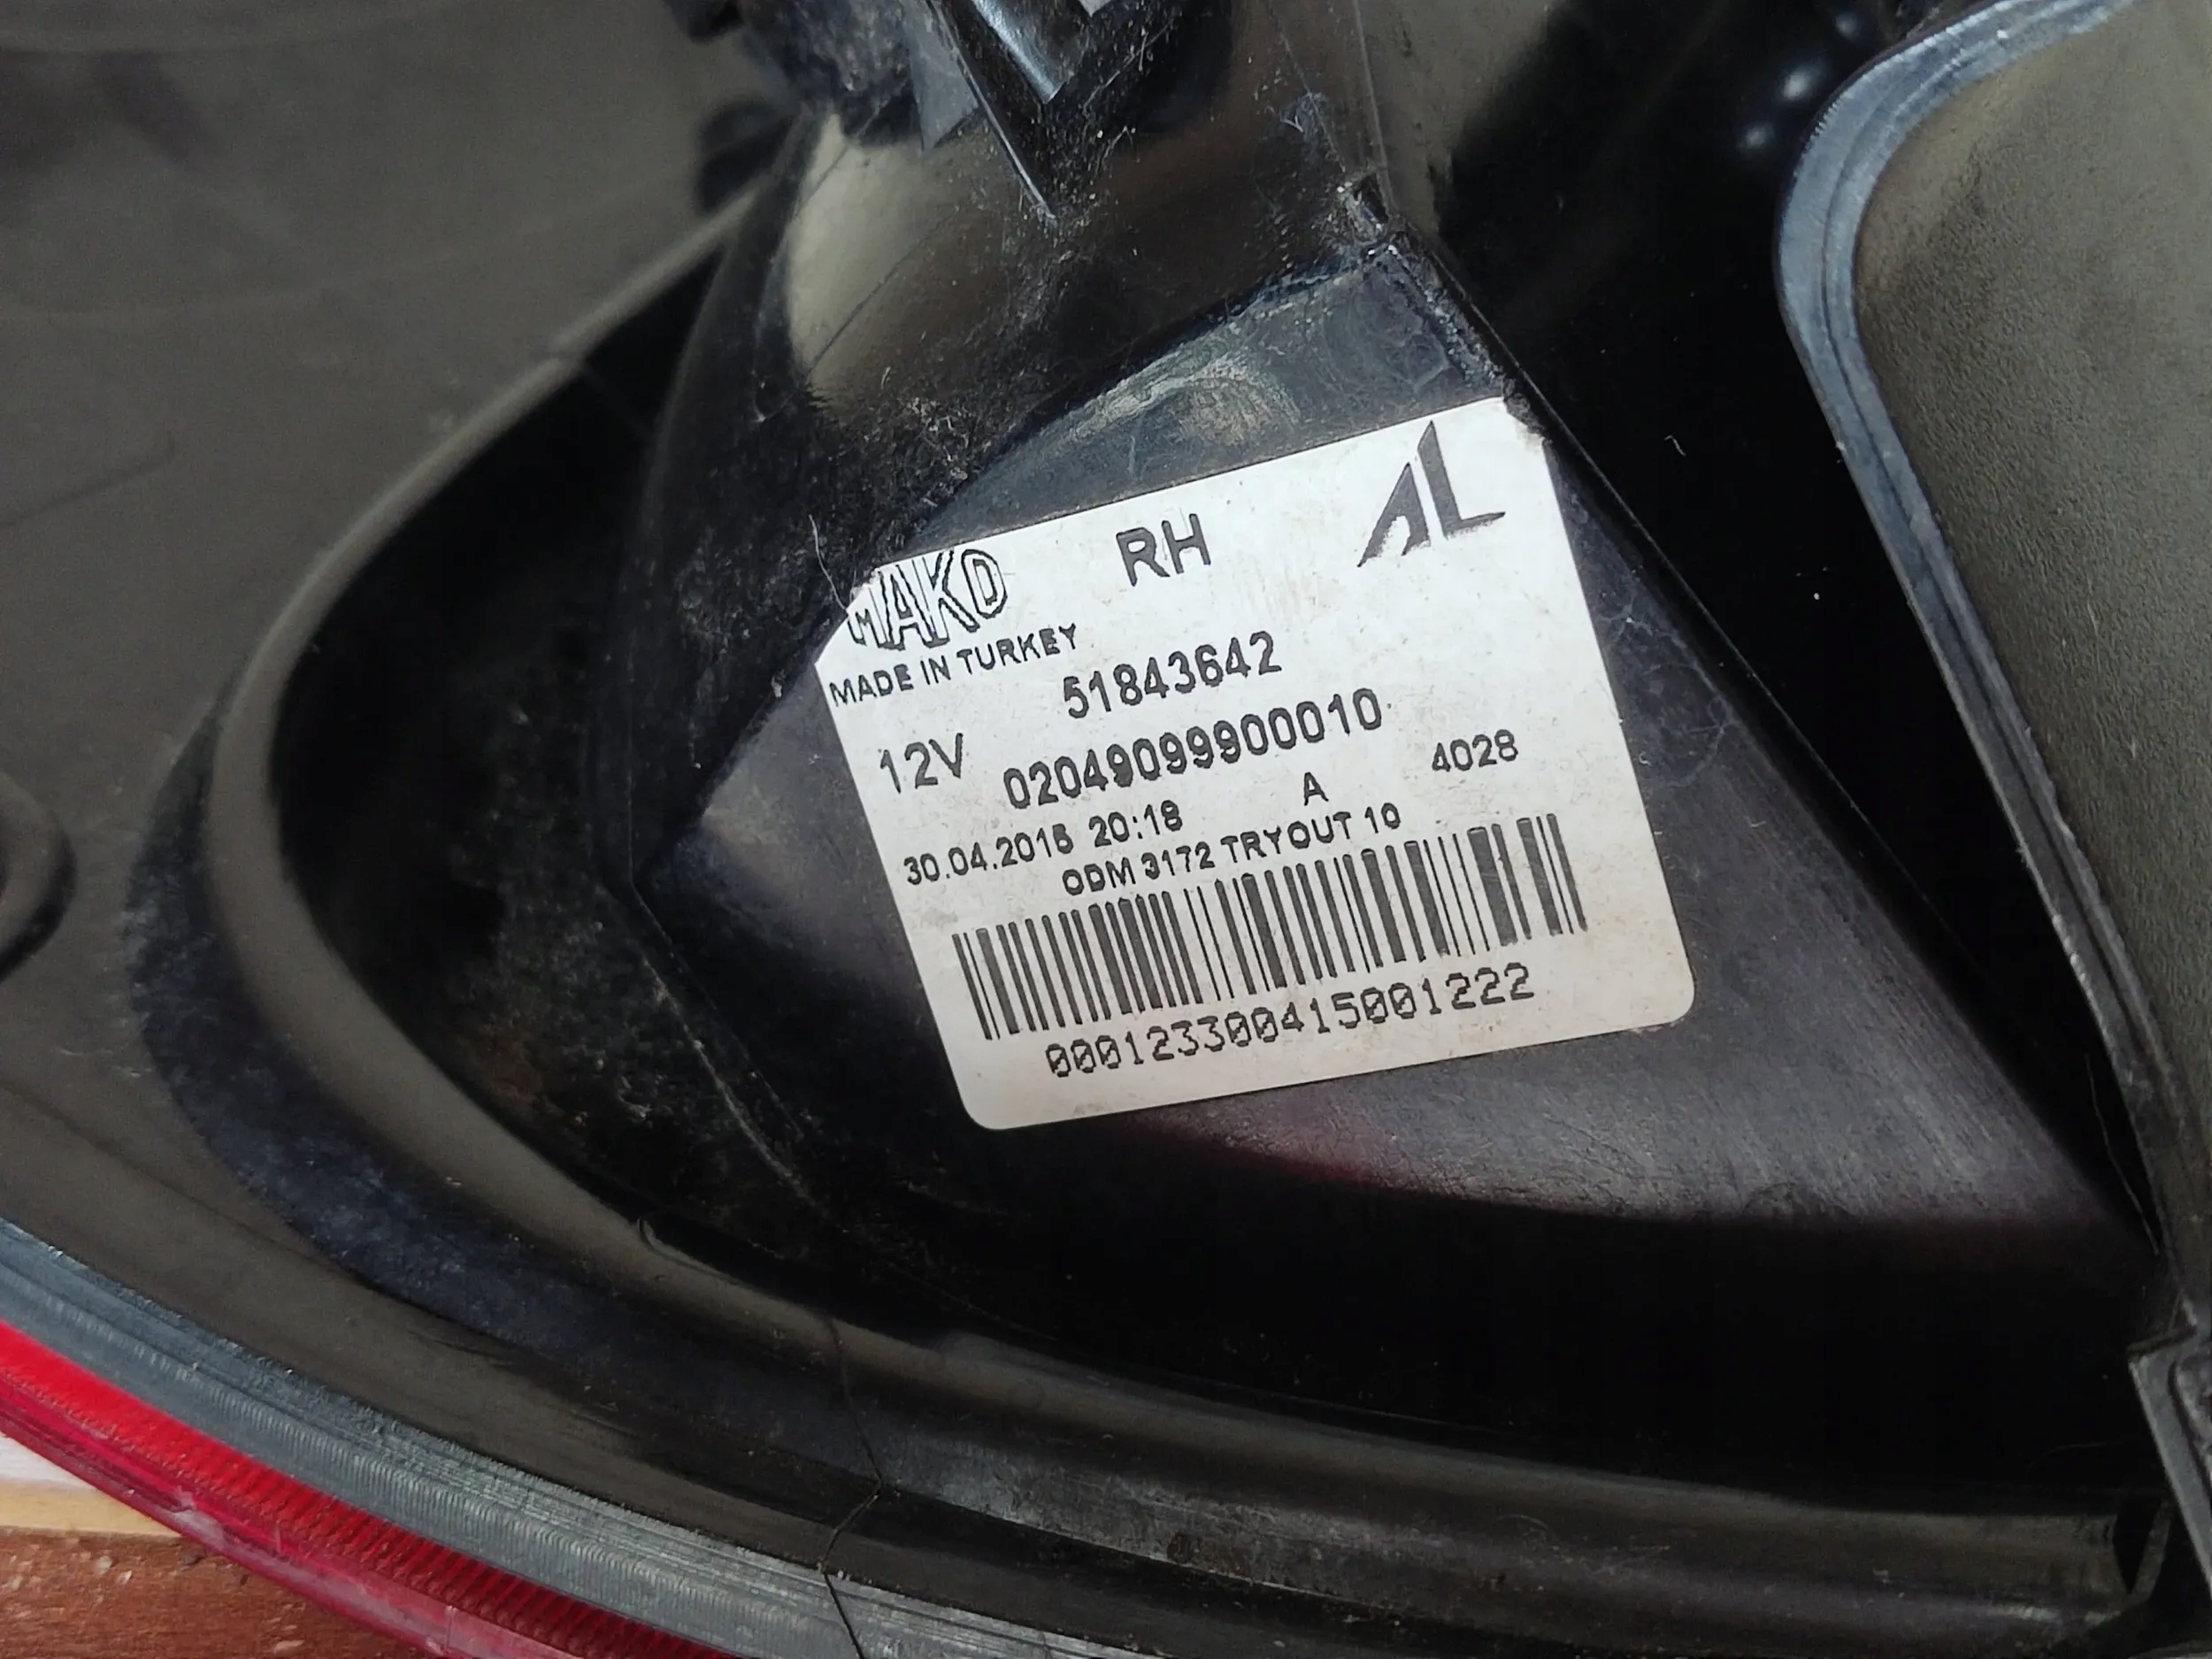 MAKO RH AL
MADE IN TURKEY
51843642
12V 02049099900010
30.04.2015 20:18 A 4028
ODM 3172 TRYOUT 10
000123300415001222